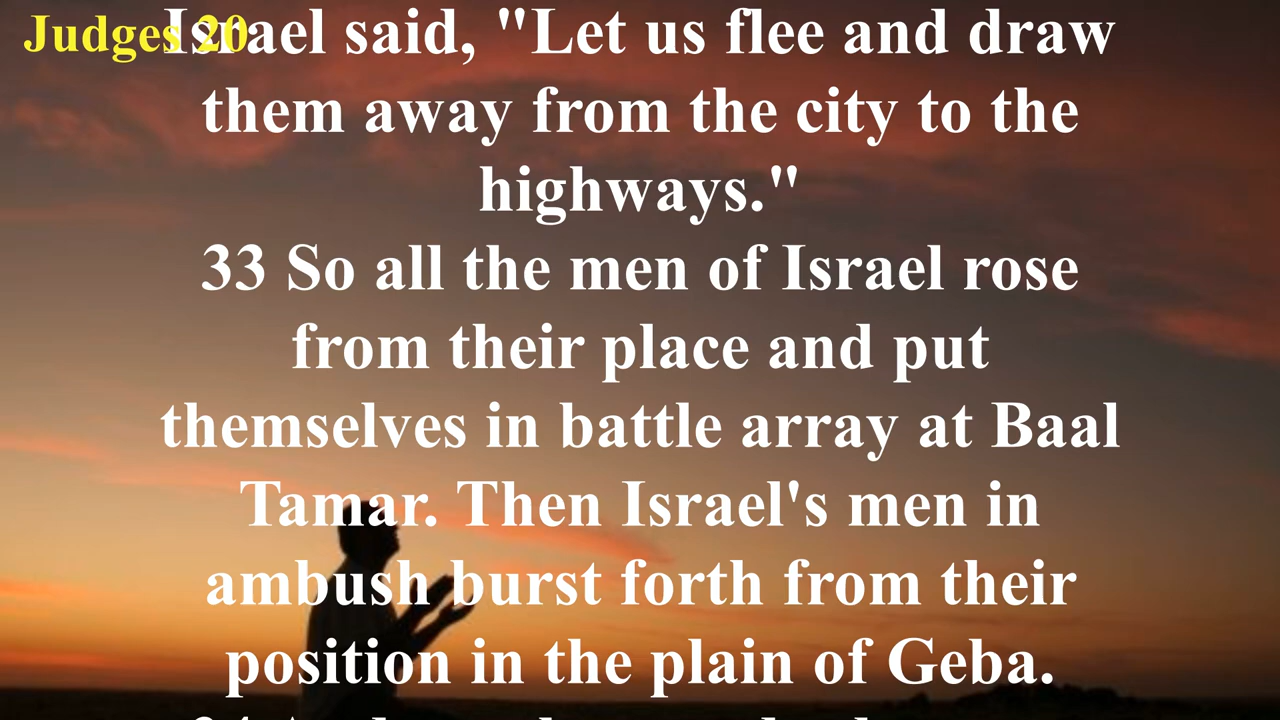 Judges 20
Israel said, "Let us flee and draw
them away from the city to the
highways."
33 So all the men of Israel rose
from their place and put
themselves in battle array at Baal
Tamar. Then Israel's men in
ambush burst forth from their
position in the plain of Geba.